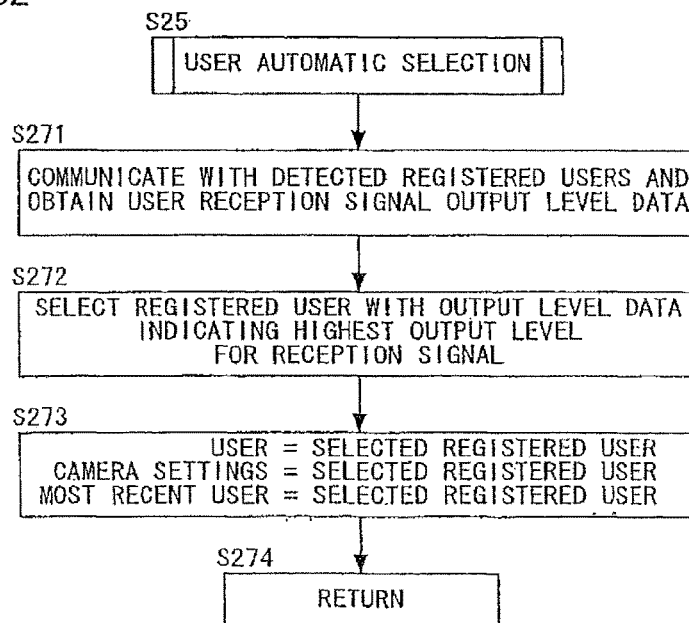 S25
USER AUTOMATIC SELECTION
S271
COMMUNICATE WITH DETECTED REGISTERED USERS AND
OBTAIN USER RECEPTION SIGNAL OUTPUT LEVEL DATA
S272
SELECT REGISTERED USER WITH OUTPUT LEVEL DATA
INDICATING HIGHEST OUTPUT LEVEL
FOR RECEPTION SIGNAL
S273
USER = SELECTED REGISTERED USER
CAMERA SETTINGS = SELECTED REGISTERED USER
MOST RECENT USER = SELECTED REGISTERED USER
S274
RETURN